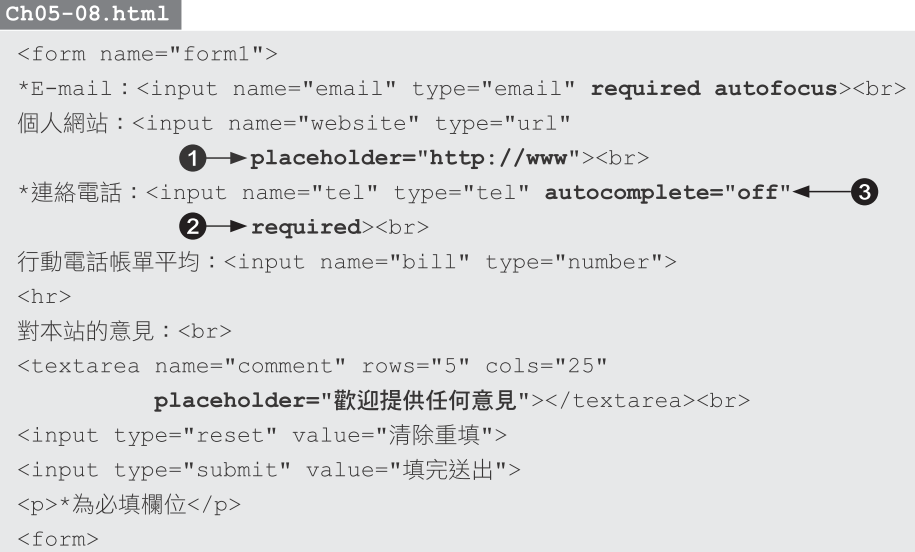 Ch05-08.html
<form name="form1">
*E-mail：<input name="email" type="email" required autofocus><br>
個人網站：<input name="website" type="url"
❶ placeholder="http://www"><br>
*連絡電話：<input name="tel" type="tel" autocomplete="off" ❸
❷ required><br>
行動電話帳單平均：<input name="bill" type="number">
<hr>
對本站的意見：<br>
<textarea name="comment" rows="5" cols="25"
placeholder="歡迎提供任何意見"></textarea><br>
<input type="reset" value="清除重填">
<input type="submit" value="填完送出">
<p>*為必填欄位</p>
<form>